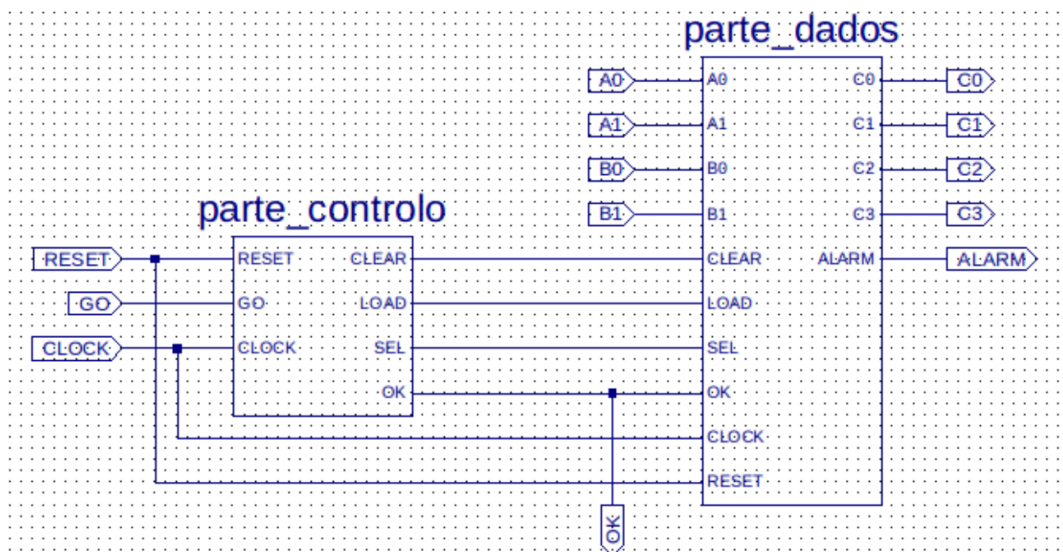 parte_dados
A0 A0 C0 C0
A1 A1 C1 C1
B0 B0 C2 C2
B1 B1 C3 C3
parte_controlo
RESET RESET CLEAR CLEAR ALARM ALARM
GO GO LOAD LOAD
CLOCK CLOCK SEL SEL
OK OK
CLOCK
RESET
OK